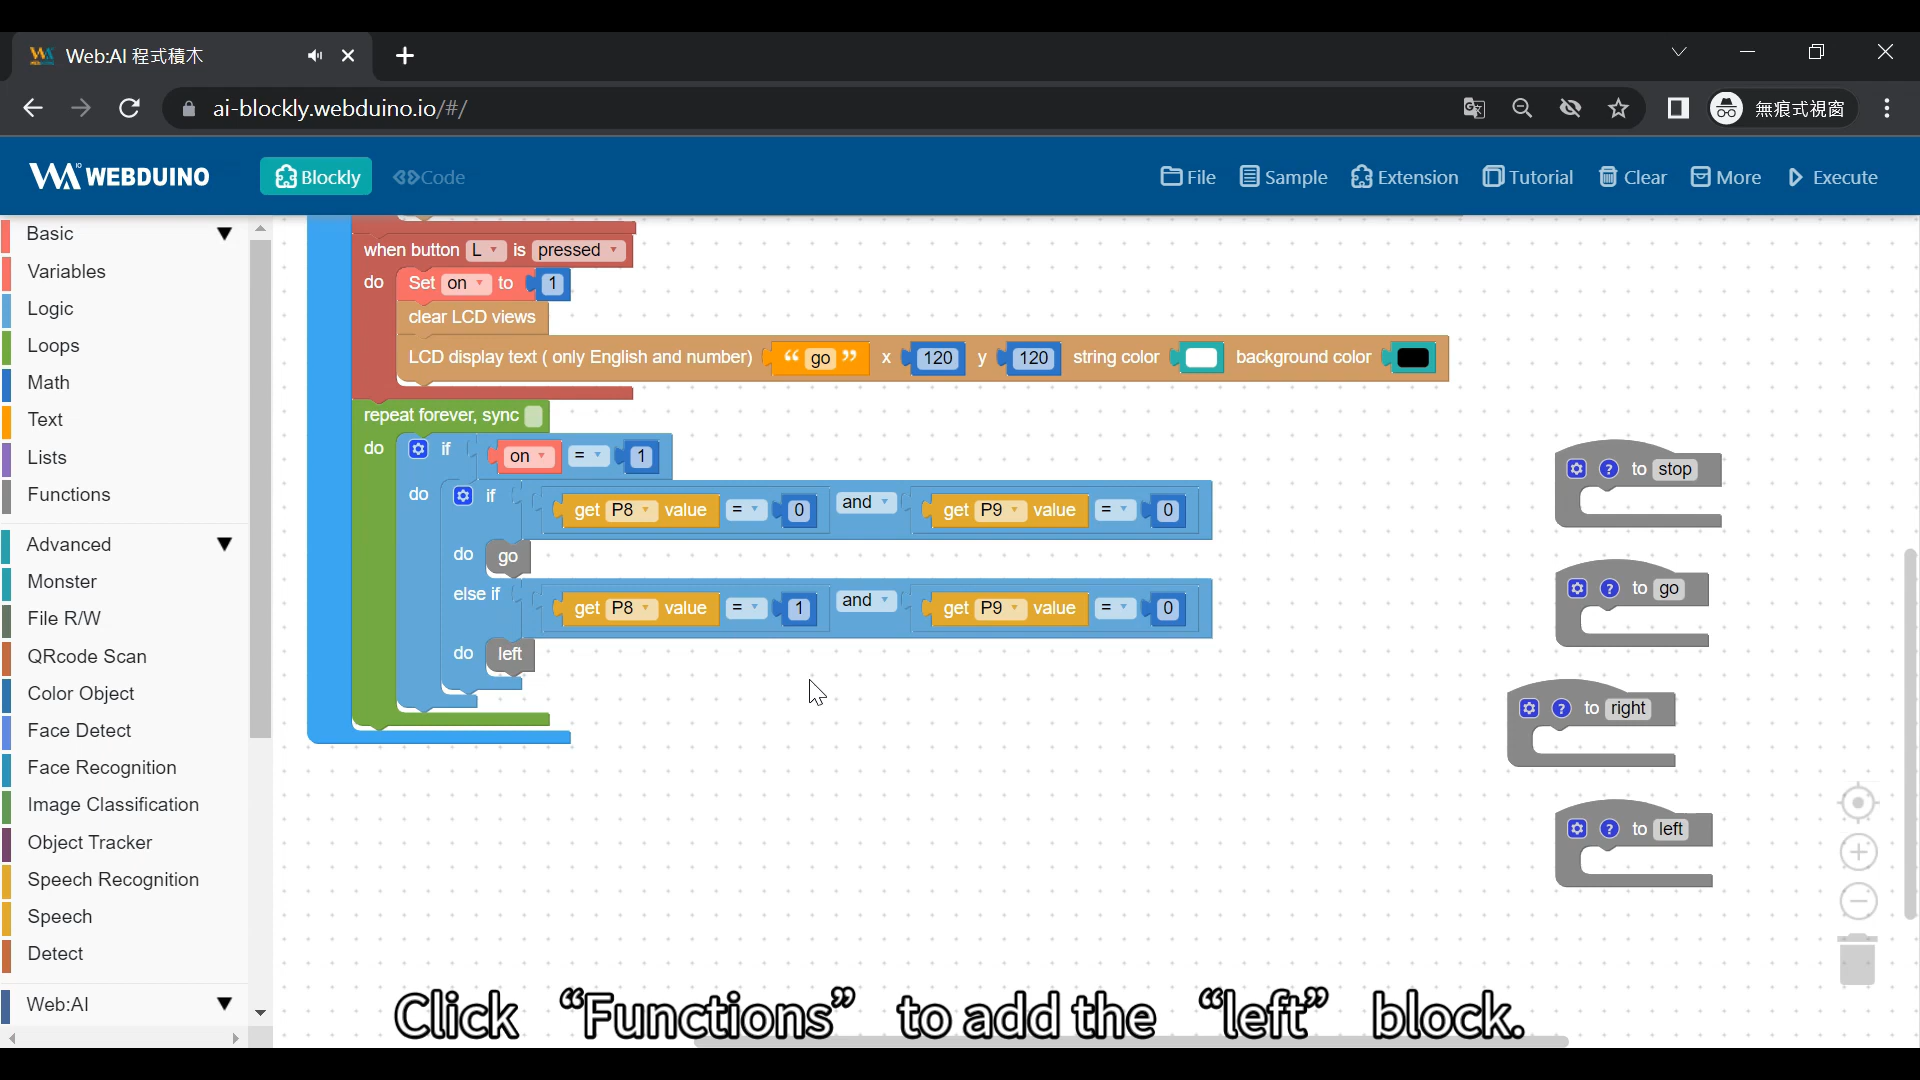 Web:AI 程式積木
ai-blockly.webduino.io/#/
無痕式視窗
WEBDUINO
Blockly
Code
File
Sample
Extension
Tutorial
Clear
More
Execute
Basic
Variables
Logic
Loops
Math
Text
Lists
Functions
Advanced
Monster
File R/W
QRcode Scan
Color Object
Face Detect
Face Recognition
Image Classification
Object Tracker
Speech Recognition
Speech
Detect
Web:AI
when button L is pressed
do Set on to 1
clear LCD views
LCD display text ( only English and number) “ go ” x 120 y 120 string color background color
repeat forever, sync
do if on = 1
do if get P8 value = 0 and get P9 value = 0
do go
else if get P8 value = 1 and get P9 value = 0
do left
? to stop
? to go
? to right
? to left
Click “Functions” to add the “left” block.